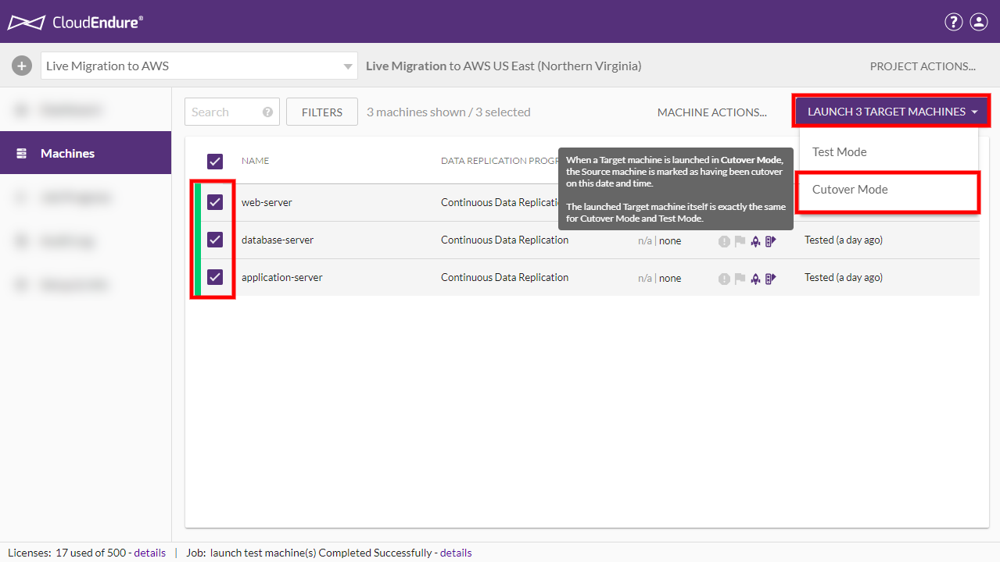 CloudEndure®
?
Live Migration to AWS
Live Migration to AWS US East (Northern Virginia)
PROJECT ACTIONS...
Search
?
FILTERS
3 machines shown / 3 selected
MACHINE ACTIONS...
LAUNCH 3 TARGET MACHINES
Test Mode
Cutover Mode
Machines
NAME
DATA REPLICATION PROGR
When a Target machine is launched in Cutover Mode,
the Source machine is marked as having been cutover
on this date and time.
The launched Target machine itself is exactly the same
for Cutover Mode and Test Mode.
web-server
Continuous Data Replication
database-server
Continuous Data Replication
n/a | none
Tested (a day ago)
application-server
Continuous Data Replication
n/a | none
Tested (a day ago)
Licenses: 17 used of 500 - details | Job: launch test machine(s) Completed Successfully - details